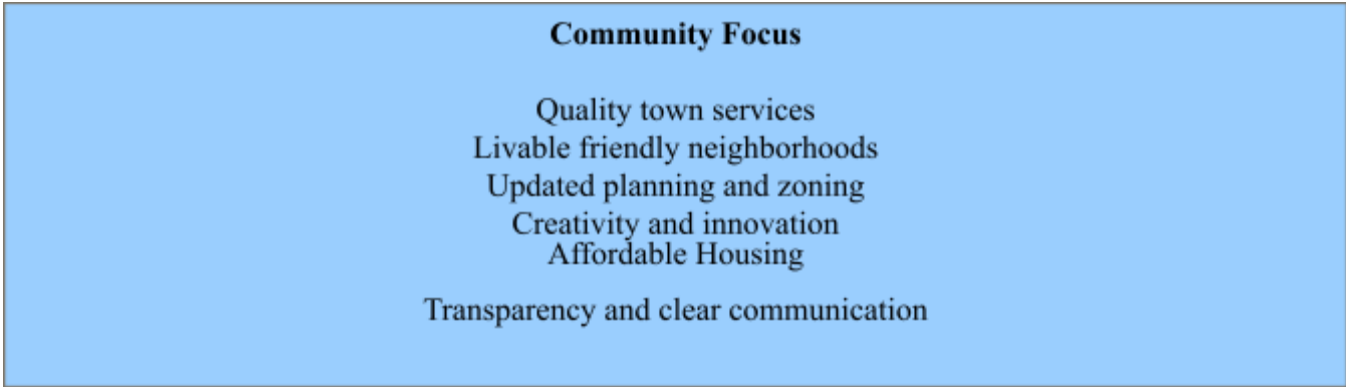 Community Focus
Quality town services
Livable friendly neighborhoods
Updated planning and zoning
Creativity and innovation
Affordable Housing
Transparency and clear communication